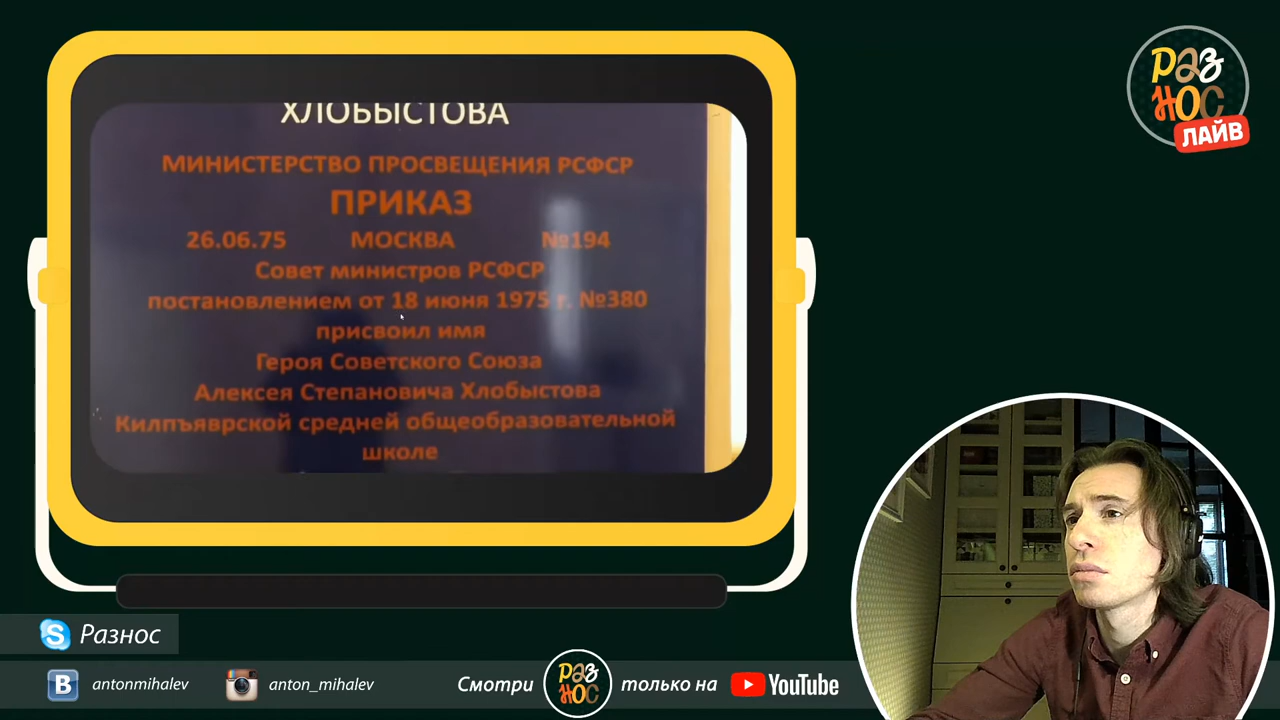 ХЛОБЫСТОВА
МИНИСТЕРСТВО ПРОСВЕЩЕНИЯ РСФСР
ПРИКАЗ
26.06.75 МОСКВА №194
Совет министров РСФСР
постановлением от 18 июня 1975 г. №380
присвоил имя
Героя Советского Союза
Алексея Степановича Хлобыстова
Килпъяврской средней общеобразовательной
школе
РАЗ
НОС
ЛАЙВ
Разнос
antonmihalev
anton_mihalev
Смотри
РАЗ
НОС
только на
YouTube